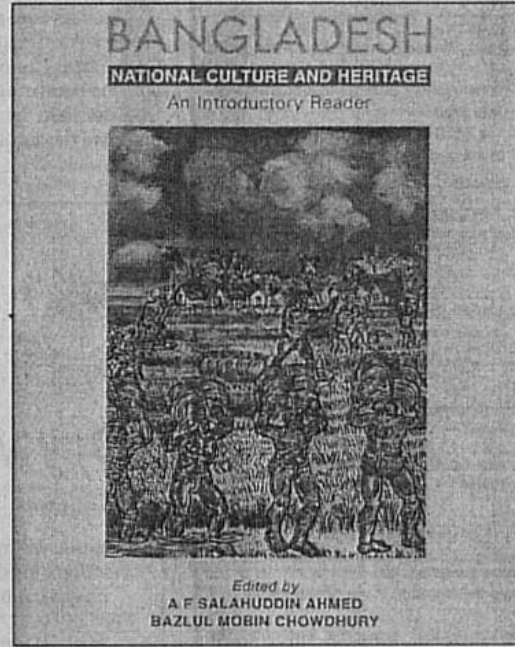 BANGLADESH
NATIONAL CULTURE AND HERITAGE
An Introductory Reader
Edited by
A F SALAHUDDIN AHMED
BAZLUL MOBIN CHOWDHURY